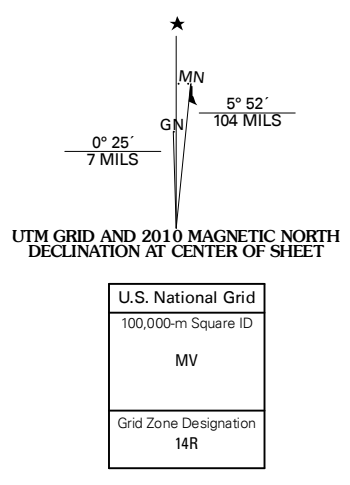 ★
MN
GN
5° 52´
104 MILS
0° 25´
7 MILS
UTM GRID AND 2010 MAGNETIC NORTH
DECLINATION AT CENTER OF SHEET
U.S. National Grid
100,000-m Square ID
MV
Grid Zone Designation
14R